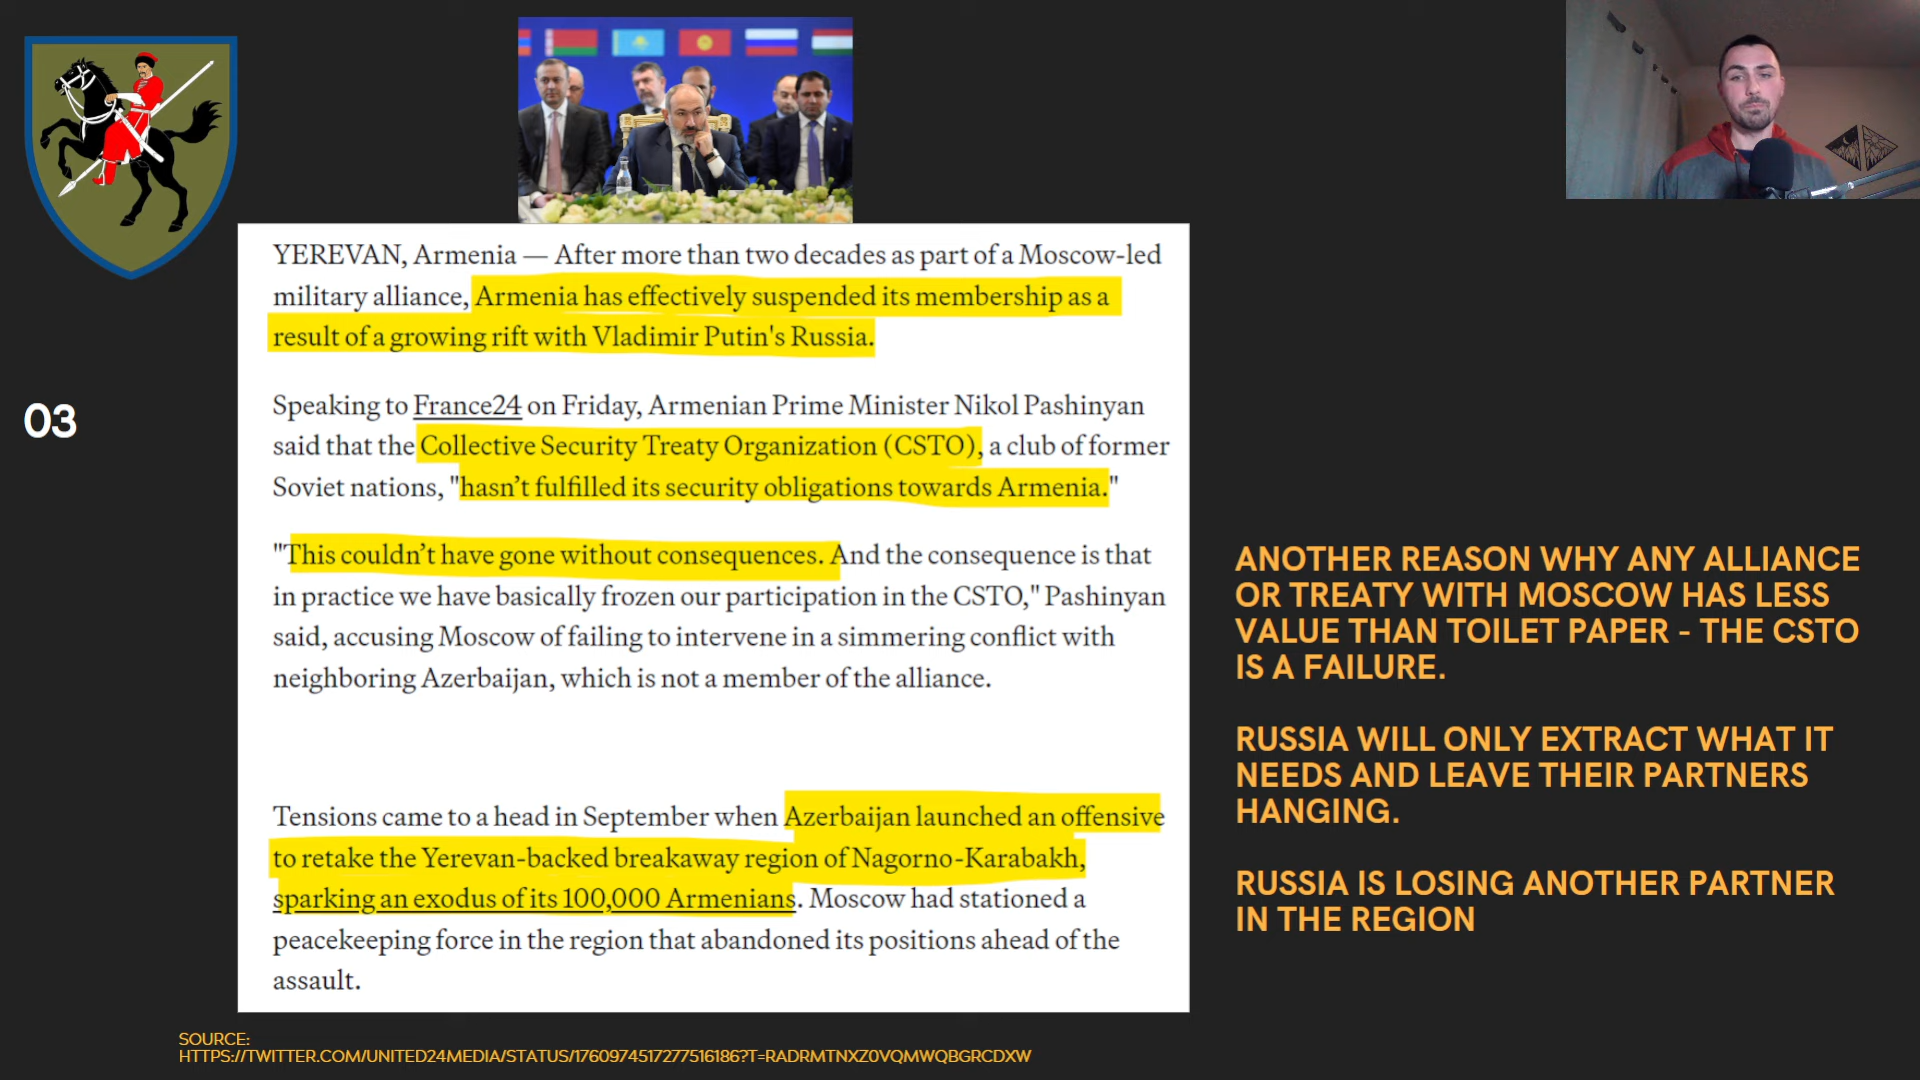 YEREVAN, Armenia — After more than two decades as part of a Moscow-led
military alliance, Armenia has effectively suspended its membership as a
result of a growing rift with Vladimir Putin's Russia.
Speaking to France24 on Friday, Armenian Prime Minister Nikol Pashinyan
said that the Collective Security Treaty Organization (CSTO), a club of former
Soviet nations, "hasn’t fulfilled its security obligations towards Armenia."
"This couldn’t have gone without consequences. And the consequence is that
in practice we have basically frozen our participation in the CSTO," Pashinyan
said, accusing Moscow of failing to intervene in a simmering conflict with
neighboring Azerbaijan, which is not a member of the alliance.
Tensions came to a head in September when Azerbaijan launched an offensive
to retake the Yerevan-backed breakaway region of Nagorno-Karabakh,
sparking an exodus of its 100,000 Armenians. Moscow had stationed a
peacekeeping force in the region that abandoned its positions ahead of the
assault.
03
ANOTHER REASON WHY ANY ALLIANCE
OR TREATY WITH MOSCOW HAS LESS
VALUE THAN TOILET PAPER - THE CSTO
IS A FAILURE.
RUSSIA WILL ONLY EXTRACT WHAT IT
NEEDS AND LEAVE THEIR PARTNERS
HANGING.
RUSSIA IS LOSING ANOTHER PARTNER
IN THE REGION
SOURCE:
HTTPS://TWITTER.COM/UNITED24MEDIA/STATUS/1760974517277516186?T=RADRMTNXZ0VQMWQBGRCDXW